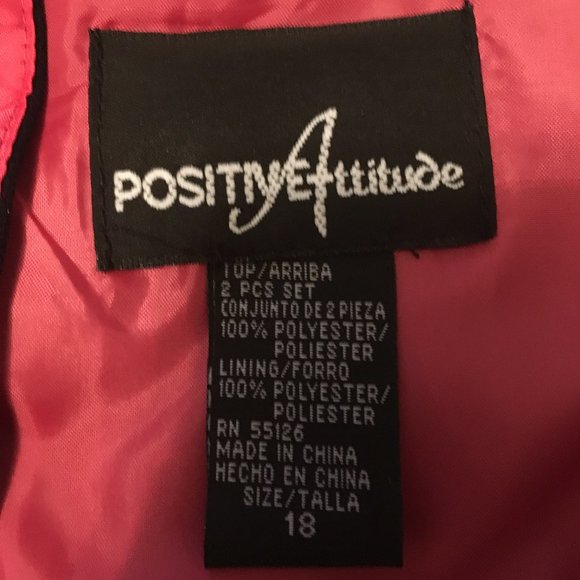 POSITIVE Attitude
TOP/ARRIBA
2 PCS SET
CONJUNTO DE 2 PIEZA
100% POLYESTER/
POLIESTER
LINING/FORRO
100% POLYESTER/
POLIESTER
RN 55126
MADE IN CHINA
HECHO EN CHINA
SIZE/TALLA
18